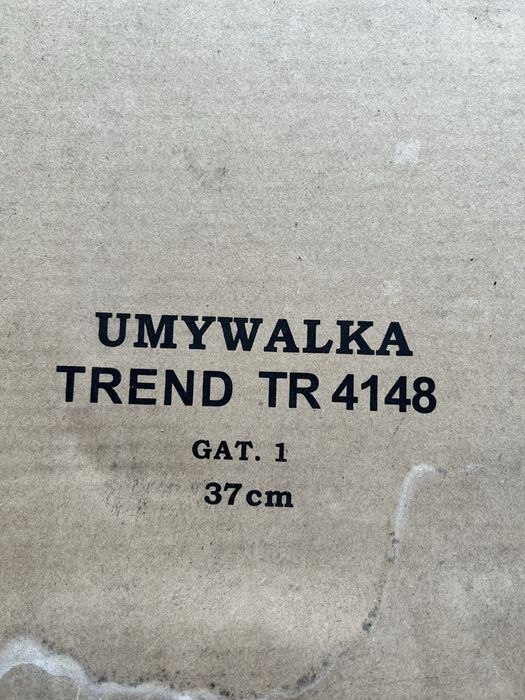 UMYWALKA
TREND TR 4148
GAT. 1
37cm